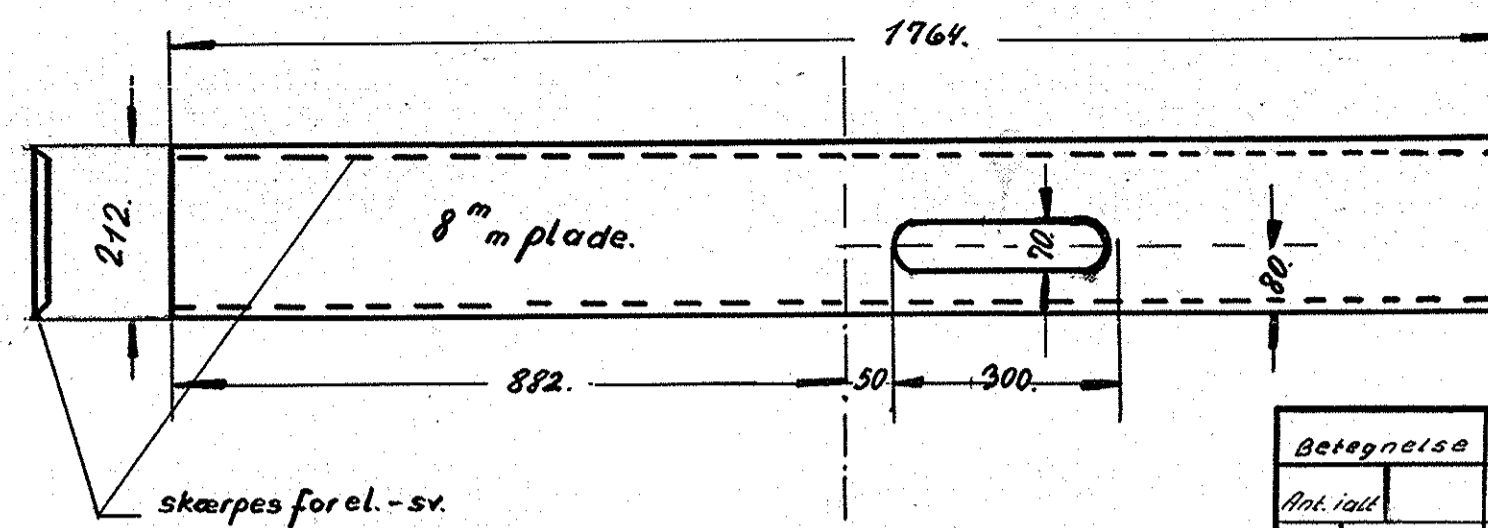 1764.
212.
8 m/m plade.
70.
80.
882.
50
300.
skærpes for el.-sv.
Betegnelse
Ant. ialt